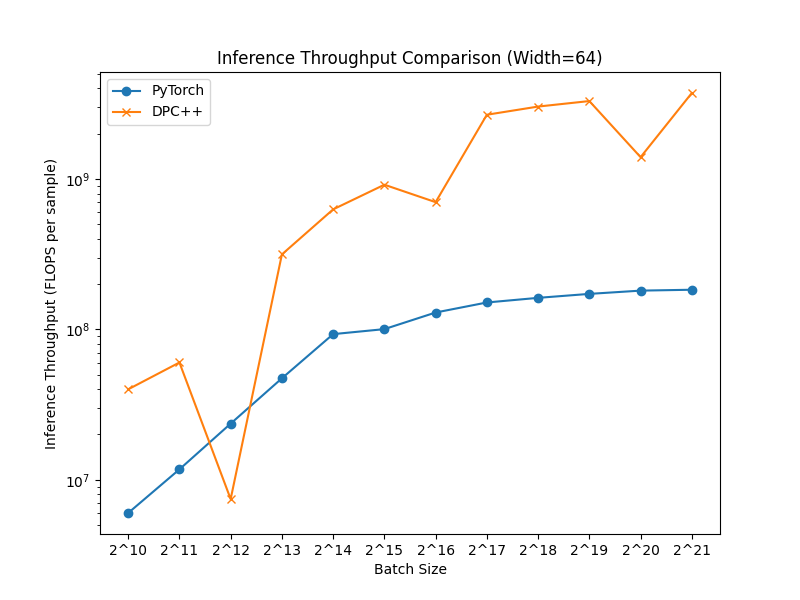 Inference Throughput Comparison (Width=64)
PyTorch
DPC++
Inference Throughput (FLOPS per sample)
10^9
10^8
10^7
2^10 2^11 2^12 2^13 2^14 2^15 2^16 2^17 2^18 2^19 2^20 2^21
Batch Size